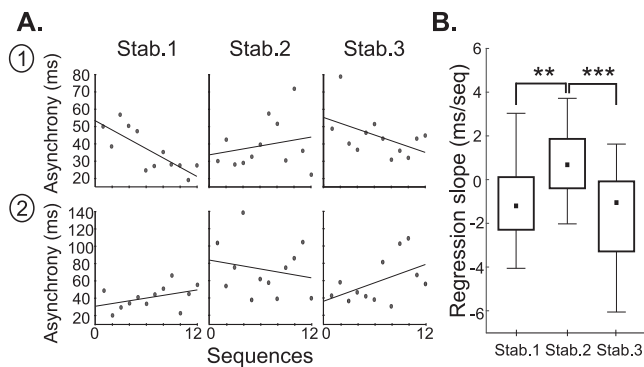 A.
B.
Stab.1 Stab.2 Stab.3
1
Asynchrony (ms)
80
70
60
50
40
30
20
2
Asynchrony (ms)
140
120
100
80
60
40
20
0 12 0 12 0 12
Sequences
Regression slope (ms/seq)
6
4
2
0
-2
-4
-6
** ***
Stab.1 Stab.2 Stab.3